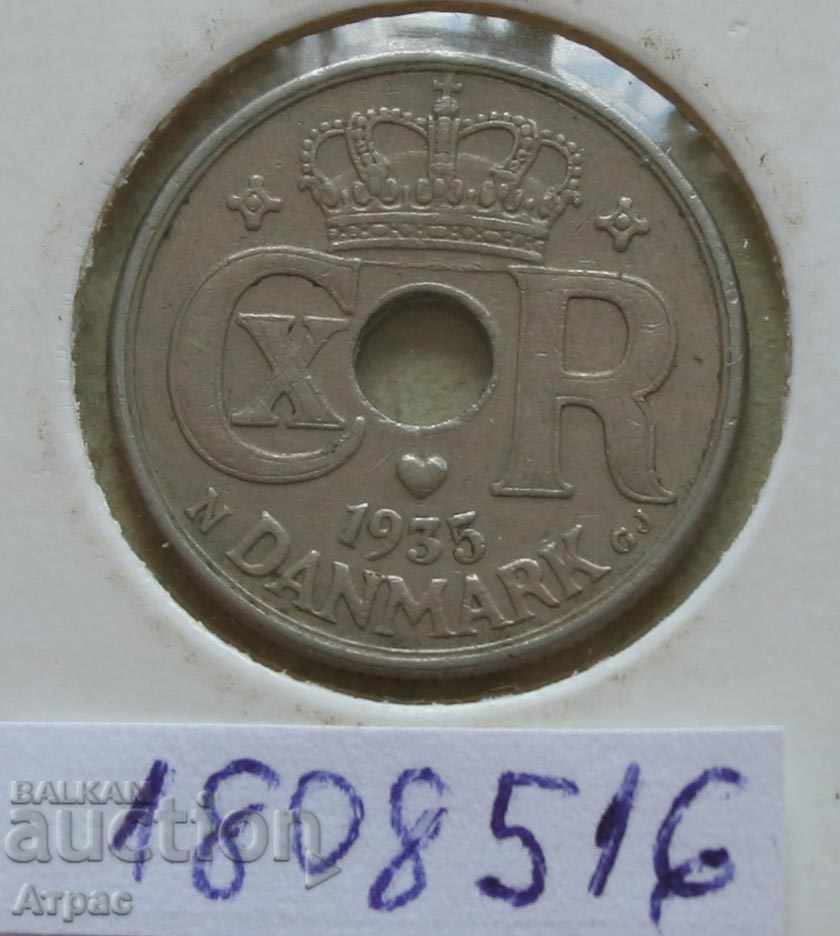 C X R
1935
N DANMARK GJ
1808516
BALKAN
auction
Атрас